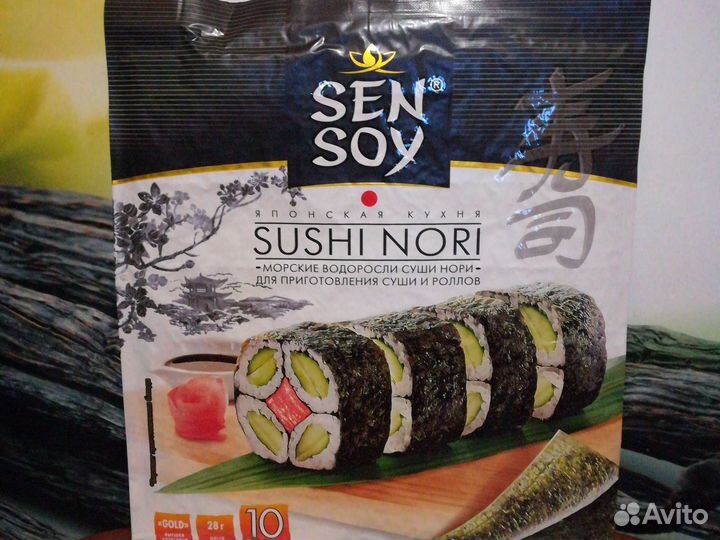 SEN
SOY®
寿司
ЯПОНСКАЯ КУХНЯ
SUSHI NORI
–МОРСКИЕ ВОДОРОСЛИ СУШИ НОРИ–
ДЛЯ ПРИГОТОВЛЕНИЯ СУШИ И РОЛЛОВ
«GOLD»
28 г
10
Avito